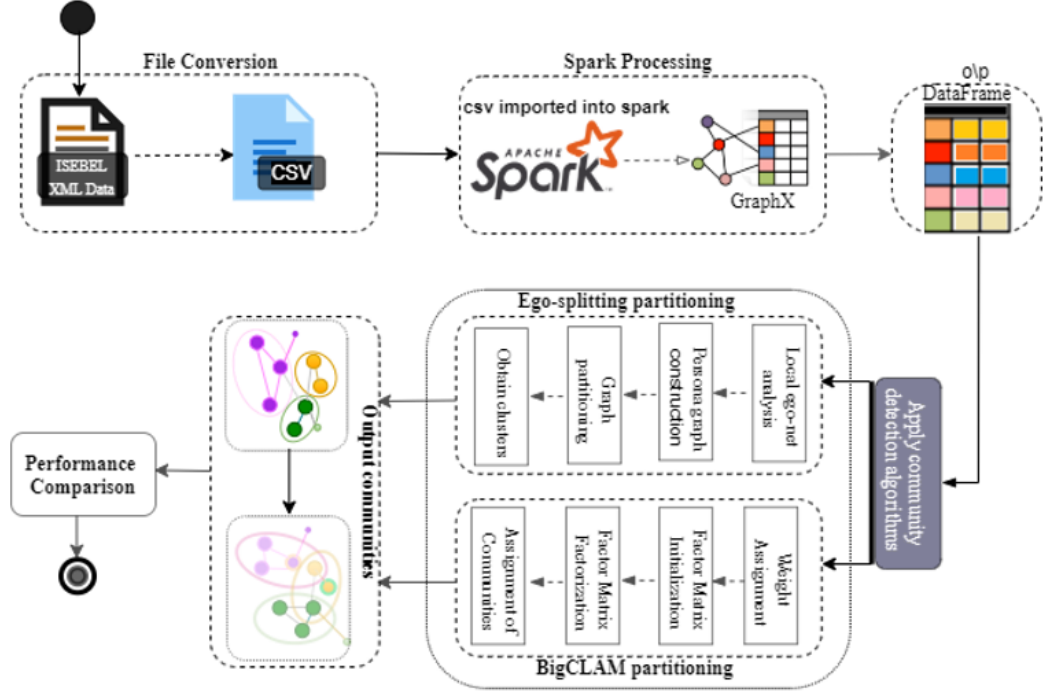 File Conversion
ISEBEL
XML Data
CSV
Spark Processing
csv imported into spark
APACHE
Spark
TM
GraphX
o\p
DataFrame
Ego-splitting partitioning
Local ego-net
analysis
Persona graph
construction
Graph
partitioning
Obtain clusters
Apply community
detection algorithms
Weight
Assignment
Factor Matrix
Initialization
Factor Matrix
Factorization
Assignment of
Communities
BigCLAM partitioning
Output communities
Performance
Comparison